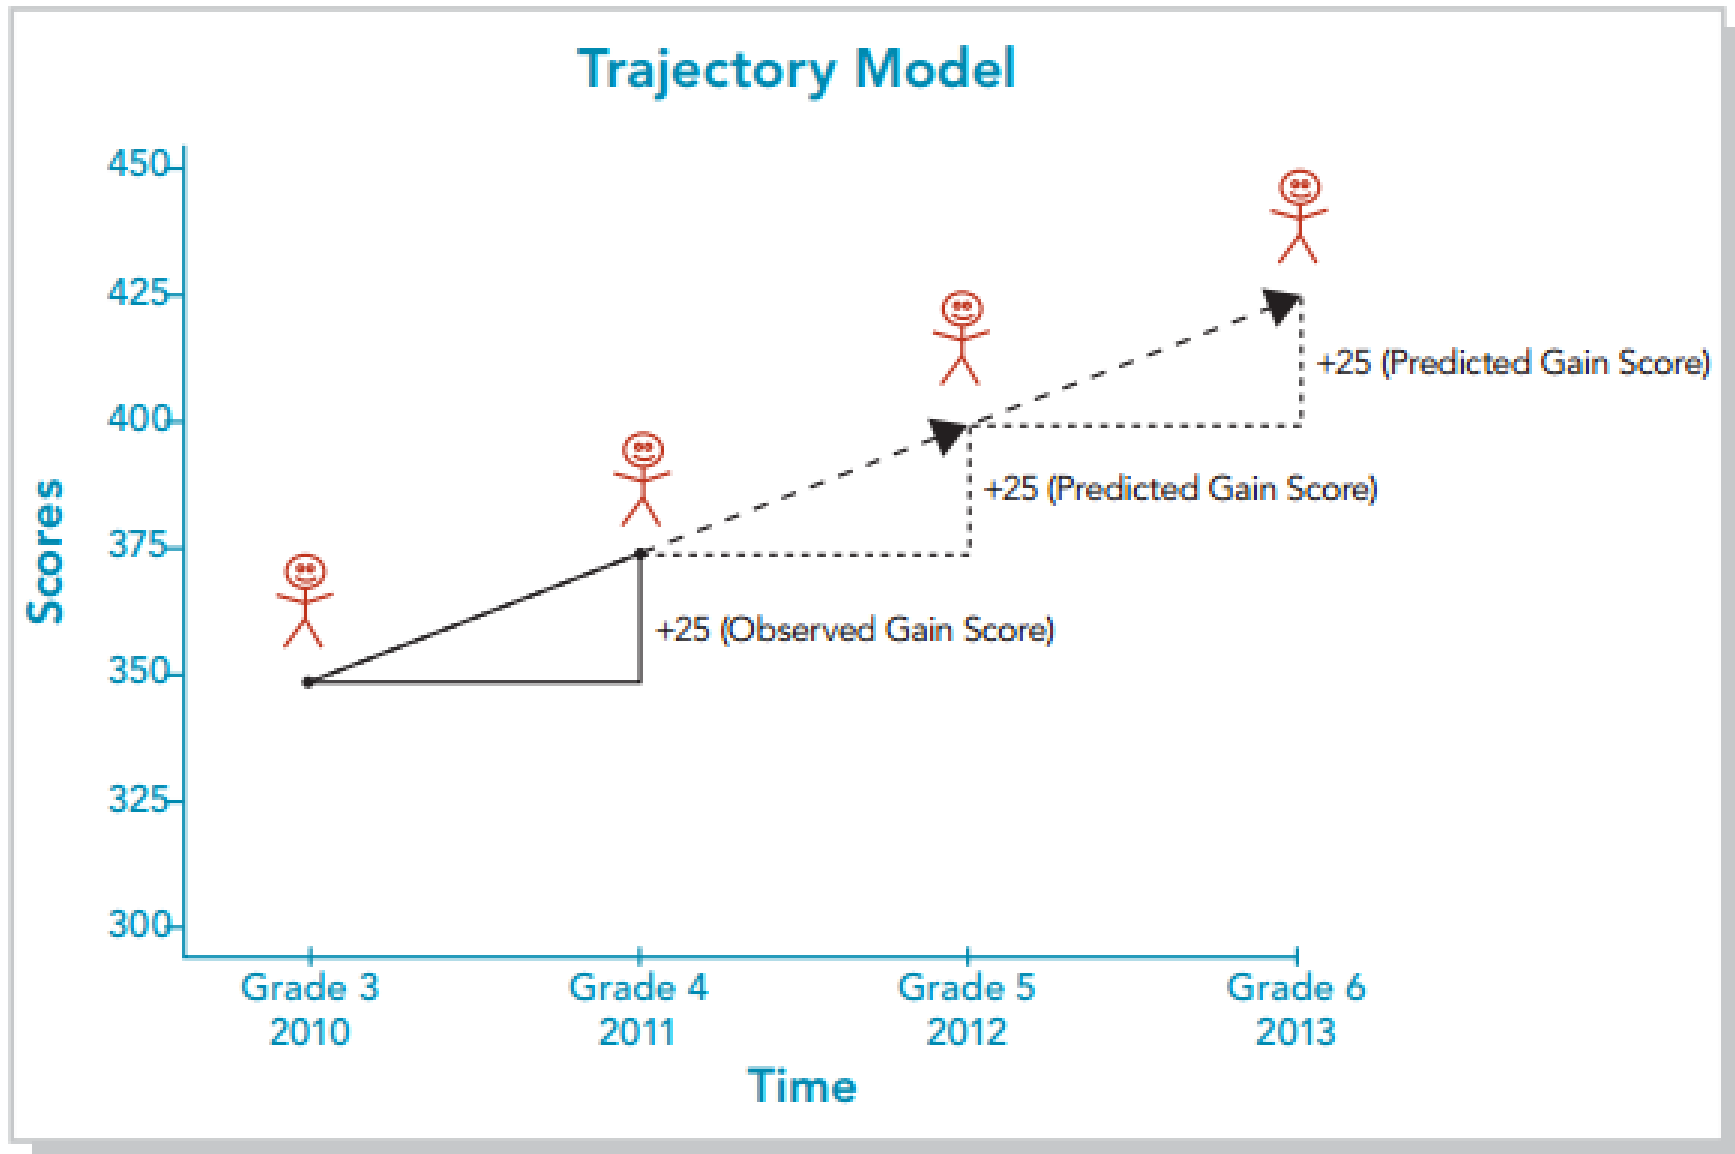 Trajectory Model
450
425
400
375
350
325
300
Scores
+25 (Predicted Gain Score)
+25 (Predicted Gain Score)
+25 (Observed Gain Score)
Grade 3 Grade 4 Grade 5 Grade 6
2010 2011 2012 2013
Time